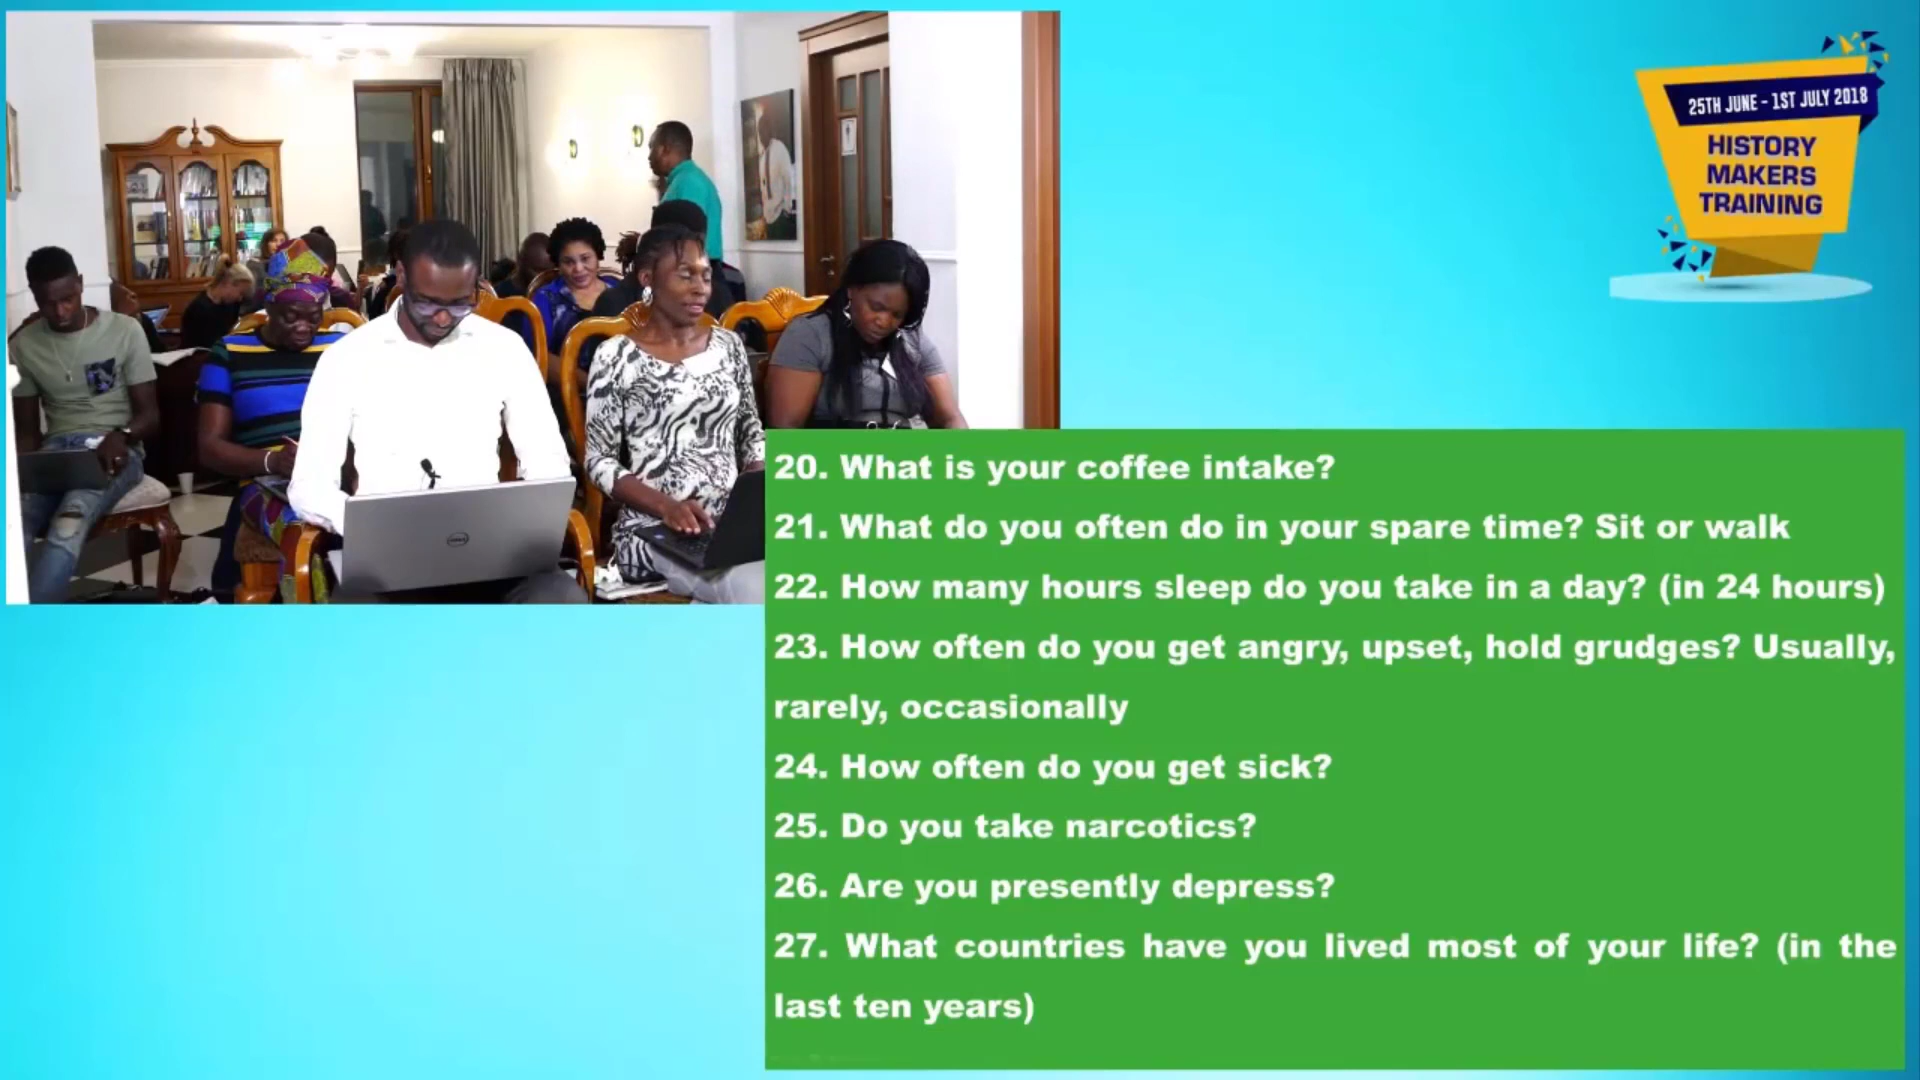 25TH JUNE - 1ST JULY 2018
HISTORY
MAKERS
TRAINING
DELL
20. What is your coffee intake?
21. What do you often do in your spare time? Sit or walk
22. How many hours sleep do you take in a day? (in 24 hours)
23. How often do you get angry, upset, hold grudges? Usually,
rarely, occasionally
24. How often do you get sick?
25. Do you take narcotics?
26. Are you presently depress?
27. What countries have you lived most of your life? (in the
last ten years)